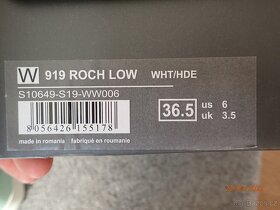 W 919 ROCH LOW WHT/HDE
S10649-S19-WW006
8056426155178
36.5 us 6
uk 3.5
made in romania fabriqué en roumanie